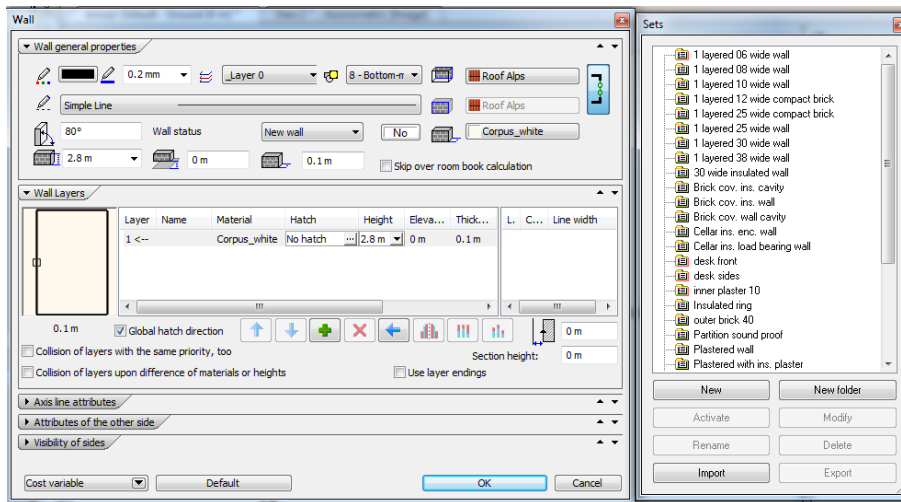 Wall
Wall general properties
0.2 mm
_Layer 0
8 - Bottom-r
Roof Alps
Simple Line
Roof Alps
80°
Wall status
New wall
No
Corpus_white
2.8 m
0 m
0.1 m
Skip over room book calculation
Wall Layers
Layer Name Material Hatch Height Eleva... Thick... L. C... Line width
1 <-- Corpus_white No hatch ... 2.8 m 0 m 0.1 m
0.1 m
Global hatch direction
0 m
Collision of layers with the same priority, too
Section height: 0 m
Collision of layers upon difference of materials or heights
Use layer endings
Axis line attributes
Attributes of the other side
Visibility of sides
Cost variable
Default
OK
Cancel
Sets
1 layered 06 wide wall
1 layered 08 wide wall
1 layered 10 wide wall
1 layered 12 wide compact brick
1 layered 25 wide compact brick
1 layered 25 wide wall
1 layered 30 wide wall
1 layered 38 wide wall
30 wide insulated wall
Brick cov. ins. cavity
Brick cov. ins. wall
Brick cov. wall cavity
Cellar ins. enc. wall
Cellar ins. load bearing wall
desk front
desk sides
inner plaster 10
Insulated ring
outer brick 40
Partition sound proof
Plastered wall
Plastered with ins. plaster
New
New folder
Activate
Modify
Rename
Delete
Import
Export